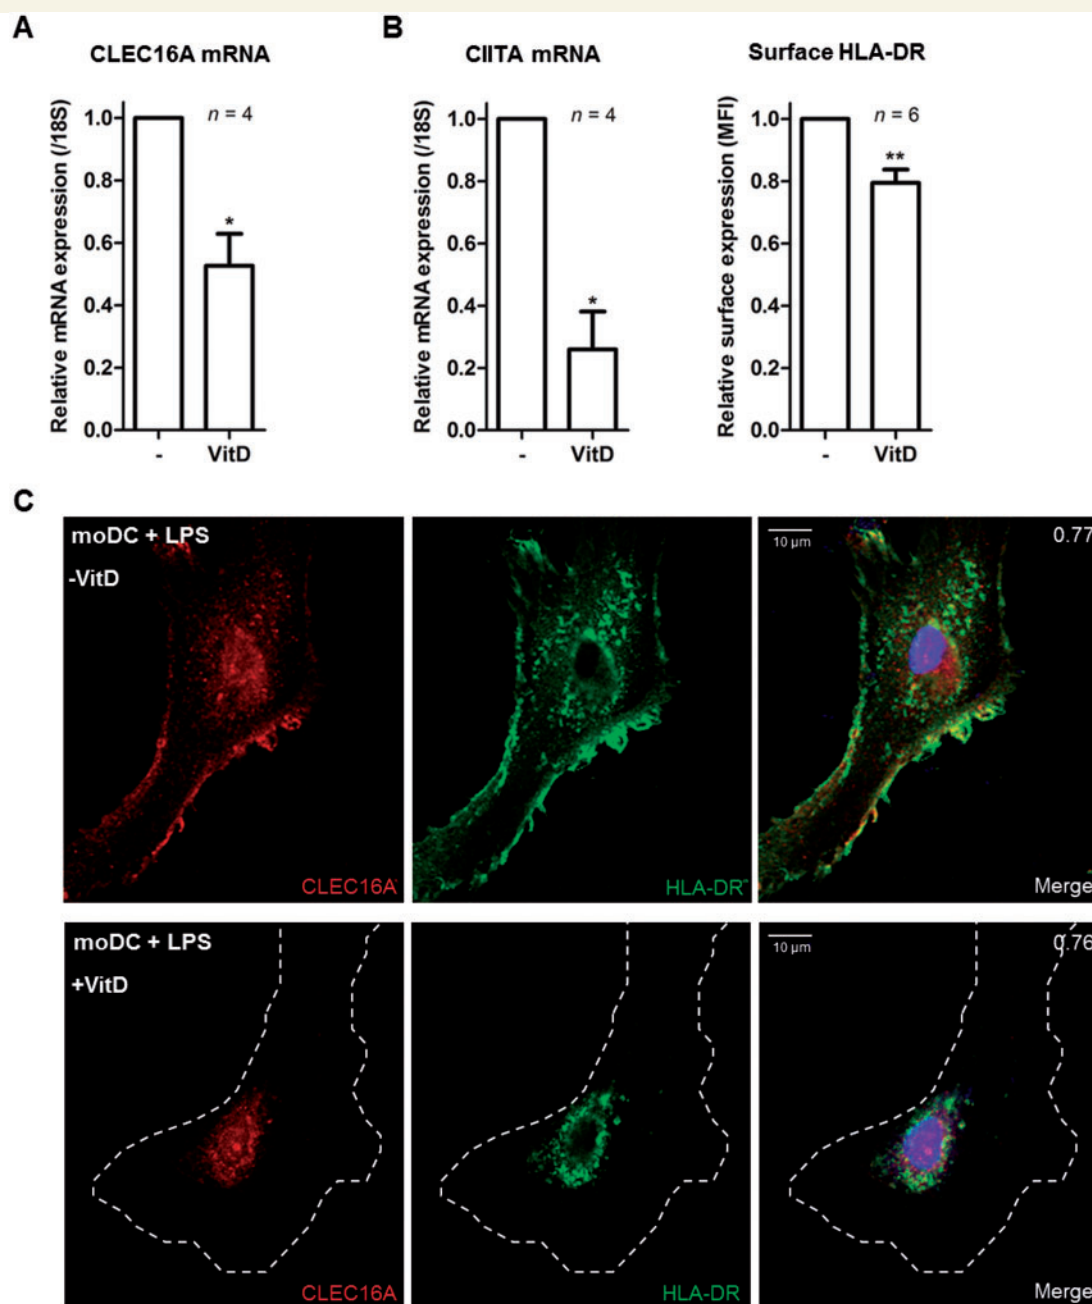 A
B
CLEC16A mRNA
CIITA mRNA
Surface HLA-DR
Relative mRNA expression (/18S)
1.0
0.8
0.6
0.4
0.2
0.0
n = 4
*
-
VitD
Relative mRNA expression (/18S)
1.0
0.8
0.6
0.4
0.2
0.0
n = 4
*
-
VitD
Relative surface expression (MFI)
1.0
0.8
0.6
0.4
0.2
0.0
n = 6
**
-
VitD
C
moDC + LPS
-VitD
CLEC16A
HLA-DR
10 µm
0.77
Merge
moDC + LPS
+VitD
CLEC16A
HLA-DR
10 µm
0.76
Merge